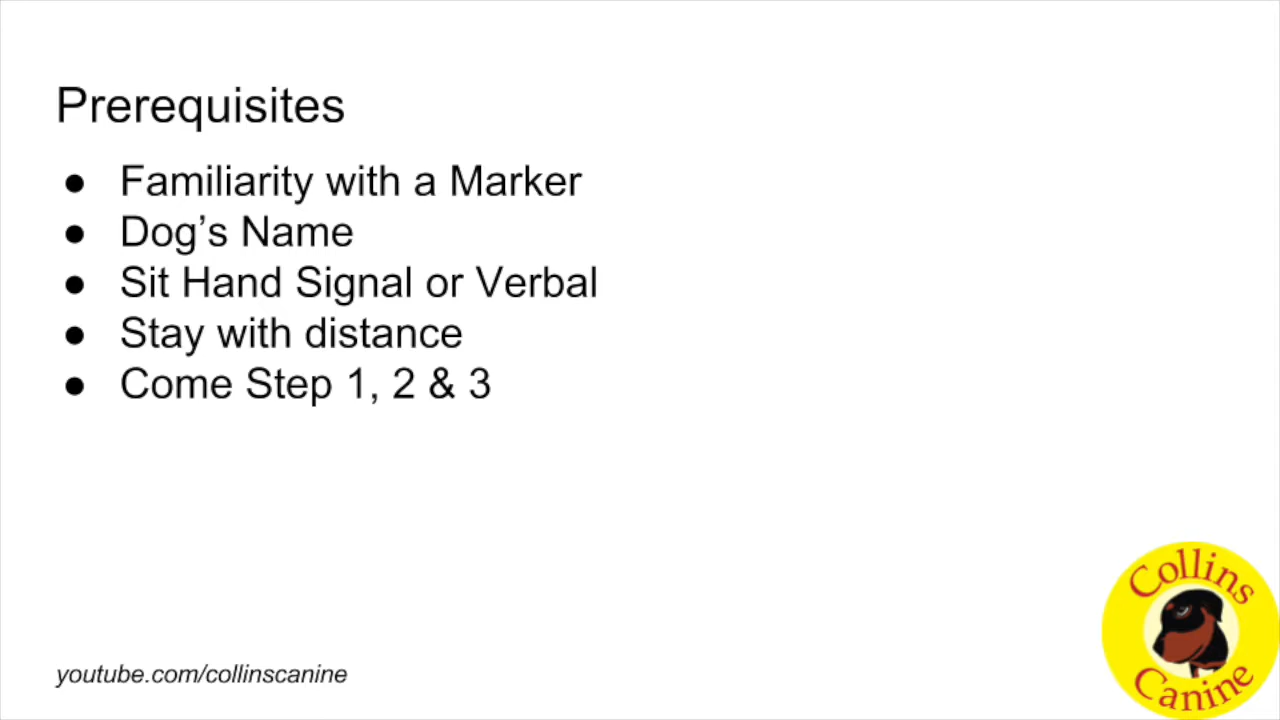 Prerequisites
● Familiarity with a Marker
● Dog’s Name
● Sit Hand Signal or Verbal
● Stay with distance
● Come Step 1, 2 & 3
youtube.com/collinscanine
Collins
Canine